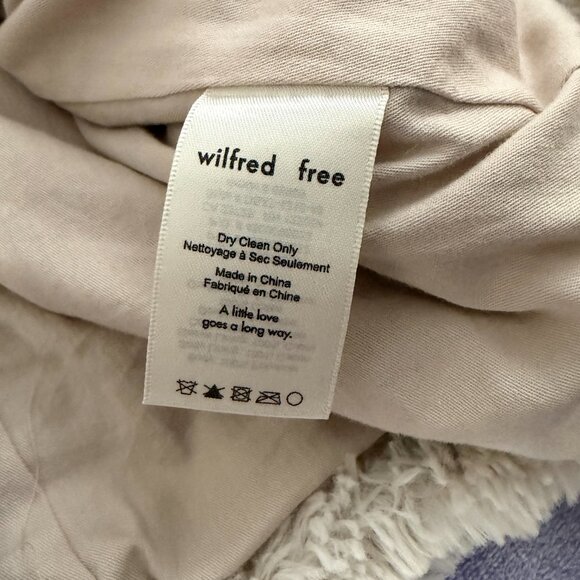 wilfred free
Dry Clean Only
Nettoyage à Sec Seulement
Made in China
Fabriqué en Chine
A little love
goes a long way.